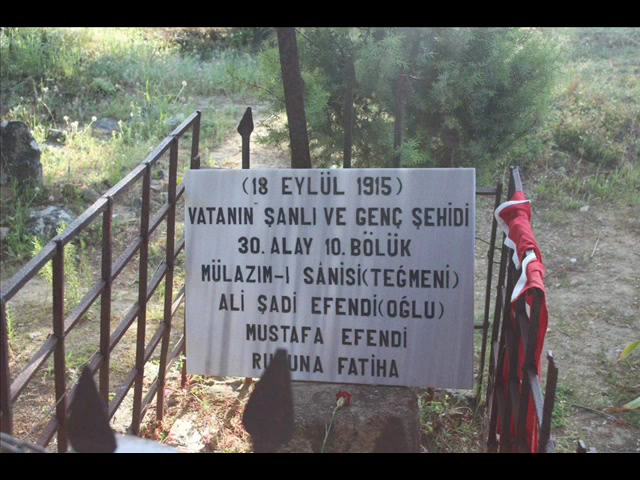 (18 EYLÜL 1915)
VATANIN ŞANLI VE GENÇ ŞEHİDİ
30. ALAY 10. BÖLÜK
MÜLAZIM-I SÂNİSİ(TEĞMENİ)
ALİ ŞADİ EFENDİ(OĞLU)
MUSTAFA EFENDİ
RUHUNA FATİHA